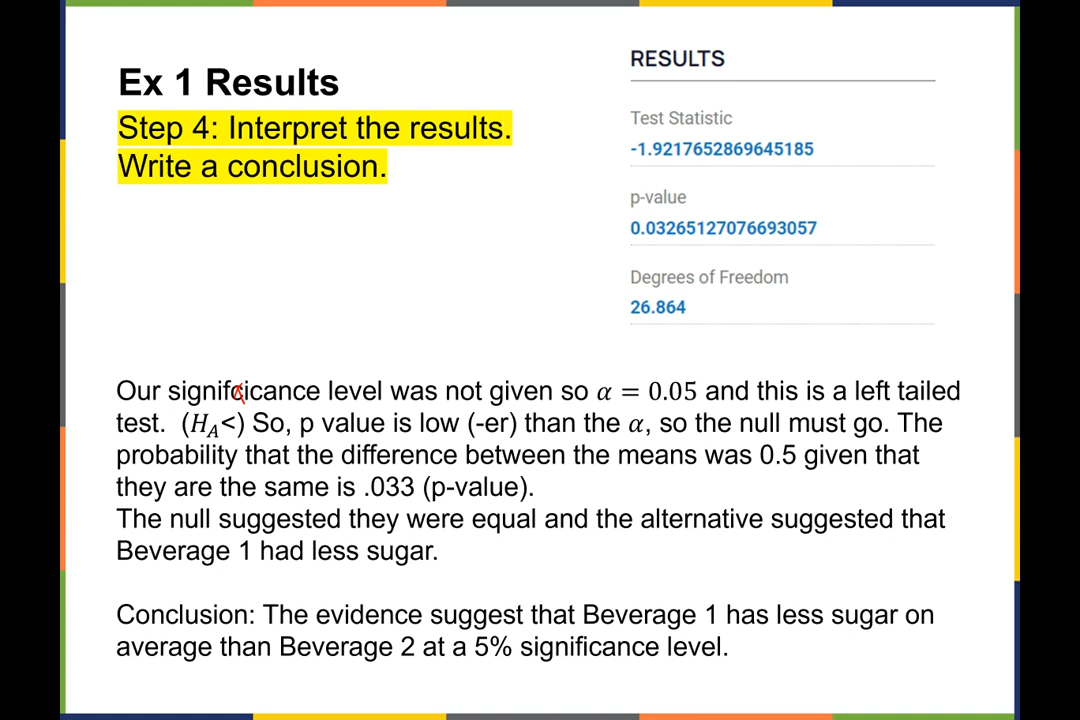 Ex 1 Results
Step 4: Interpret the results.
Write a conclusion.
RESULTS
Test Statistic
-1.9217652869645185
p-value
0.03265127076693057
Degrees of Freedom
26.864
Our signifcicance level was not given so α = 0.05 and this is a left tailed
test. (H_A<) So, p value is low (-er) than the α, so the null must go. The
probability that the difference between the means was 0.5 given that
they are the same is .033 (p-value).
The null suggested they were equal and the alternative suggested that
Beverage 1 had less sugar.
Conclusion: The evidence suggest that Beverage 1 has less sugar on
average than Beverage 2 at a 5% significance level.